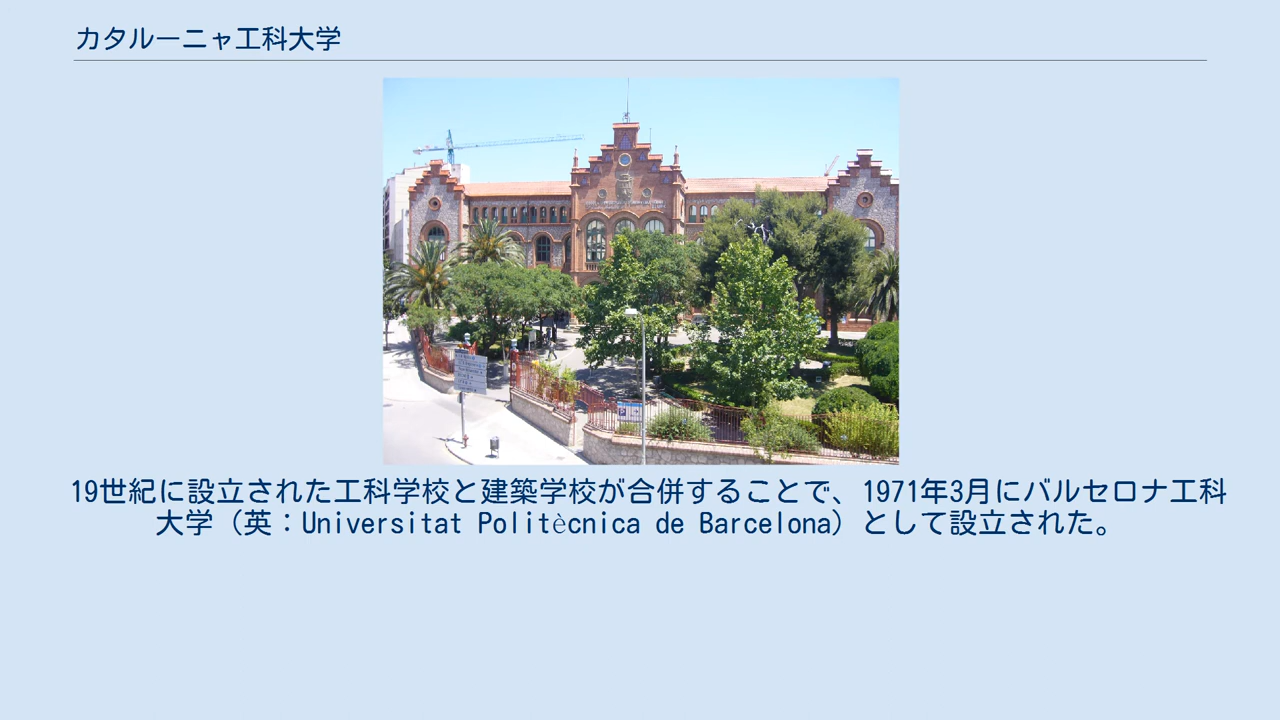 カタルーニャ工科大学
19世紀に設立された工科学校と建築学校が合併することで、1971年3月にバルセロナ工科
大学（英：Universitat Politècnica de Barcelona）として設立された。